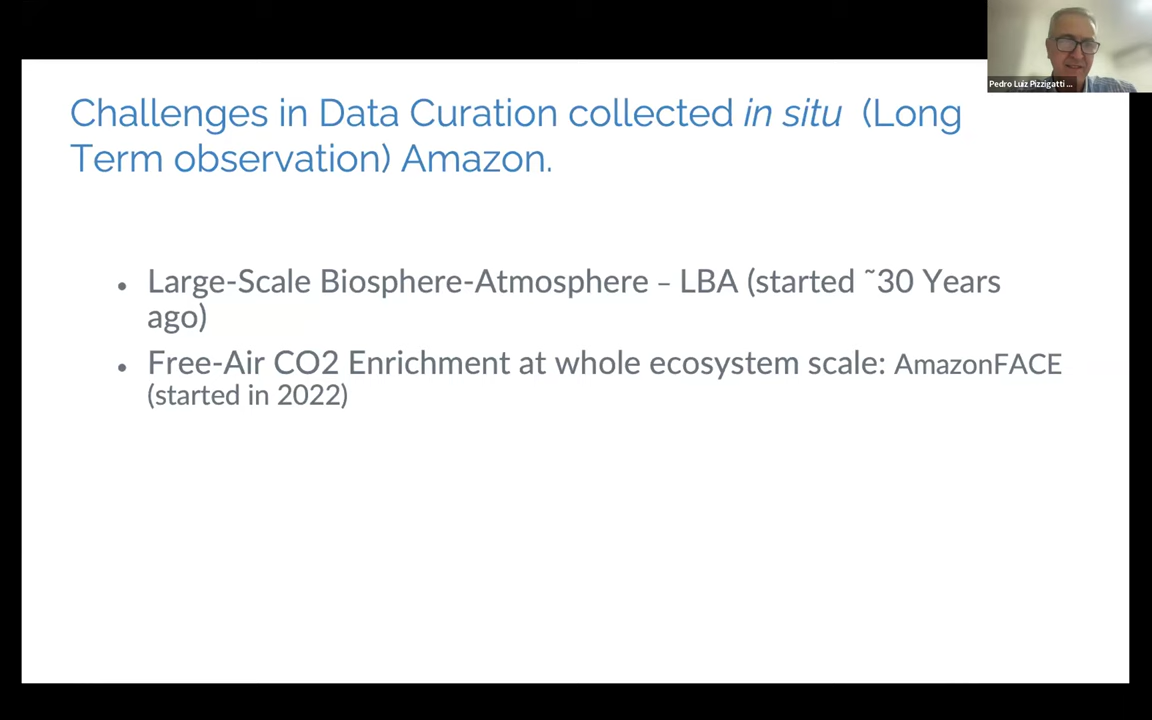 Pedro Luiz Pizzigatti ...
Challenges in Data Curation collected in situ (Long
Term observation) Amazon.
• Large-Scale Biosphere-Atmosphere – LBA (started ˜30 Years
ago)
• Free-Air CO2 Enrichment at whole ecosystem scale: AmazonFACE
(started in 2022)